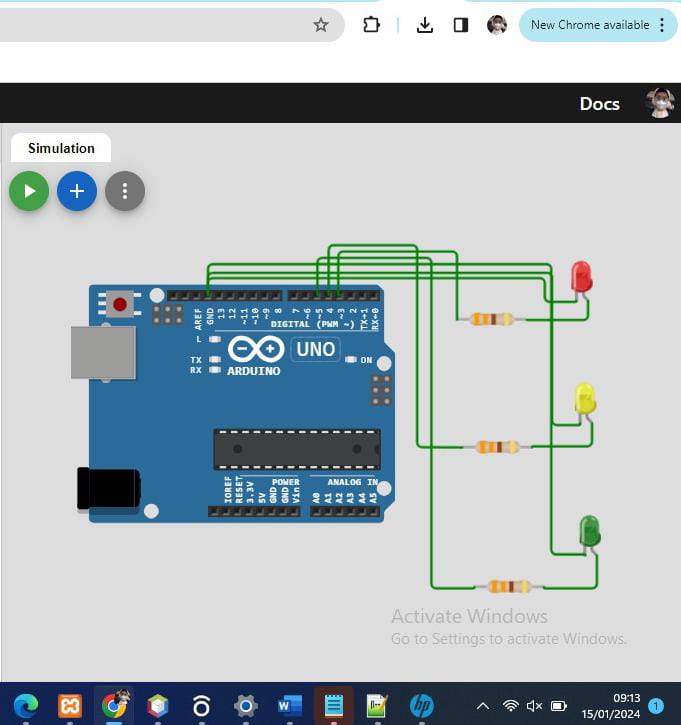 New Chrome available
Docs
Simulation
AREF
GND
13
12
~11
~10
~9
8
7
~6
~5
4
~3
2
TX→1
RX←0
DIGITAL (PWM ~)
L
TX
RX
UNO
ON
ARDUINO
IOREF
RESET
3.3V
5V
GND
GND
Vin
POWER
ANALOG IN
A0
A1
A2
A3
A4
A5
Activate Windows
Go to Settings to activate Windows.
W
hp
09:13
15/01/2024
1